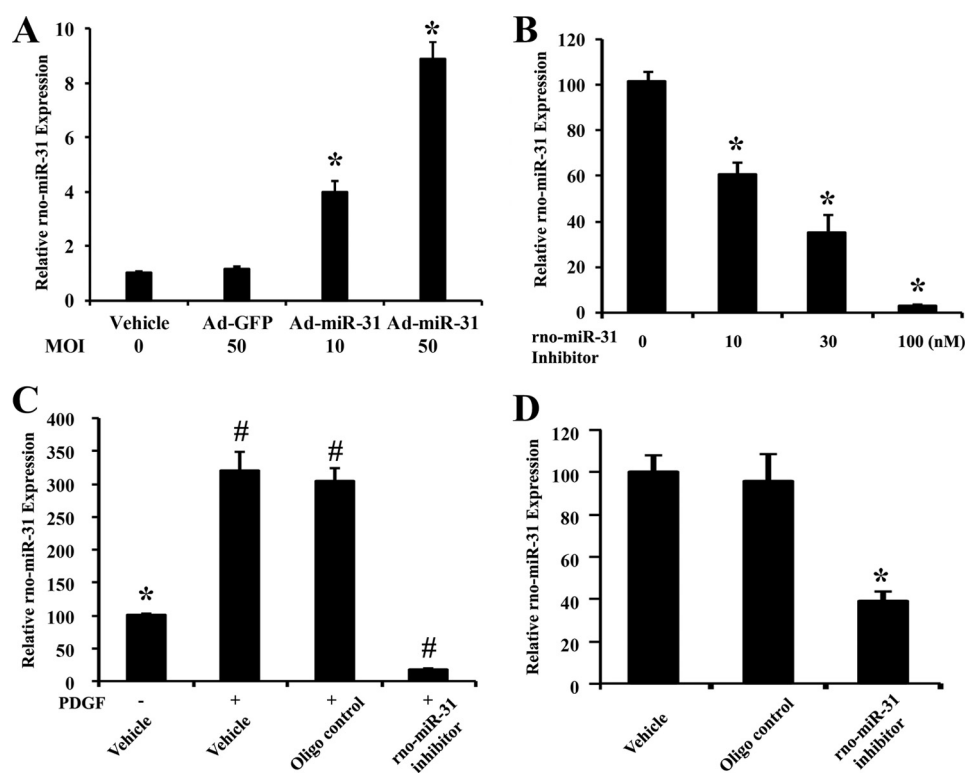 A
Relative rno-miR-31 Expression
10
8
6
4
2
0
*
*
Vehicle Ad-GFP Ad-miR-31 Ad-miR-31
MOI 0 50 10 50
B
Relative rno-miR-31 Expression
120
100
80
60
40
20
0
*
*
*
rno-miR-31
Inhibitor
0 10 30 100 (nM)
C
Relative rno-miR-31 Expression
400
350
300
250
200
150
100
50
0
*
#
#
#
PDGF - + + +
Vehicle
Vehicle
Oligo control
rno-miR-31
inhibitor
D
Relative rno-miR-31 Expression
120
100
80
60
40
20
0
*
Vehicle
Oligo control
rno-miR-31
inhibitor